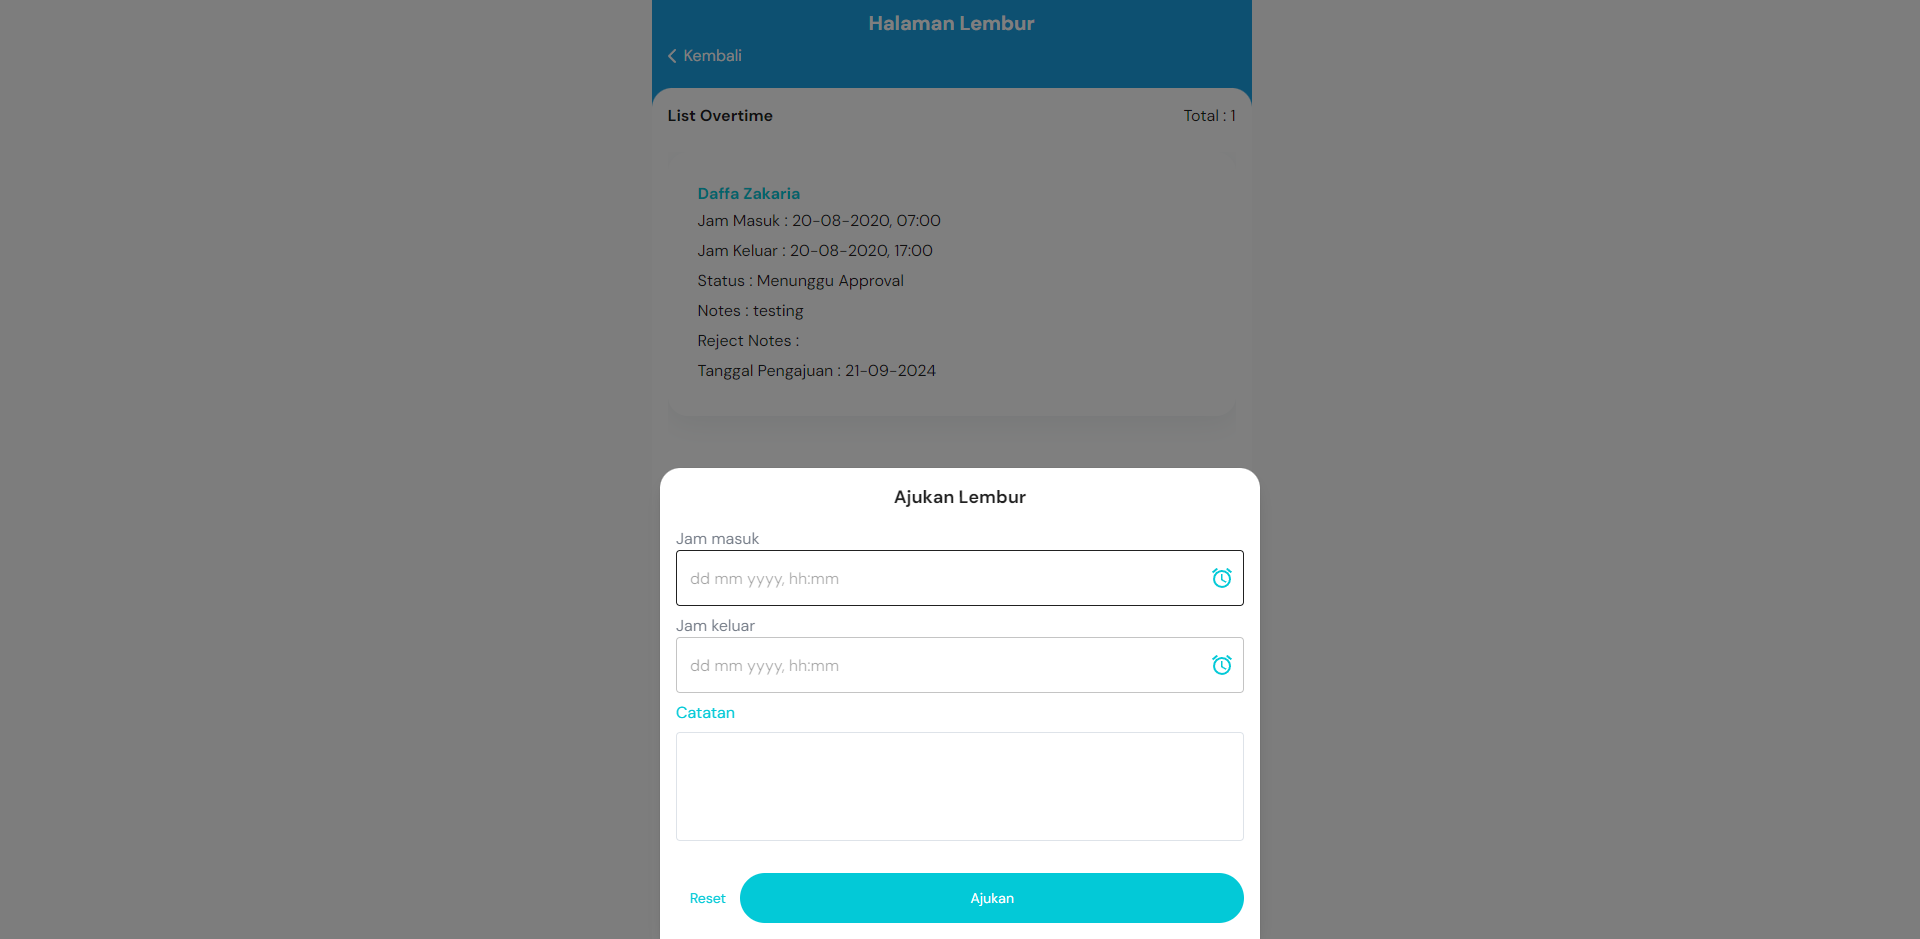 Halaman Lembur
Kembali
List Overtime
Total : 1
Daffa Zakaria
Jam Masuk : 20-08-2020, 07:00
Jam Keluar : 20-08-2020, 17:00
Status : Menunggu Approval
Notes : testing
Reject Notes :
Tanggal Pengajuan : 21-09-2024
Ajukan Lembur
Jam masuk
dd mm yyyy, hh:mm
Jam keluar
dd mm yyyy, hh:mm
Catatan
Reset
Ajukan